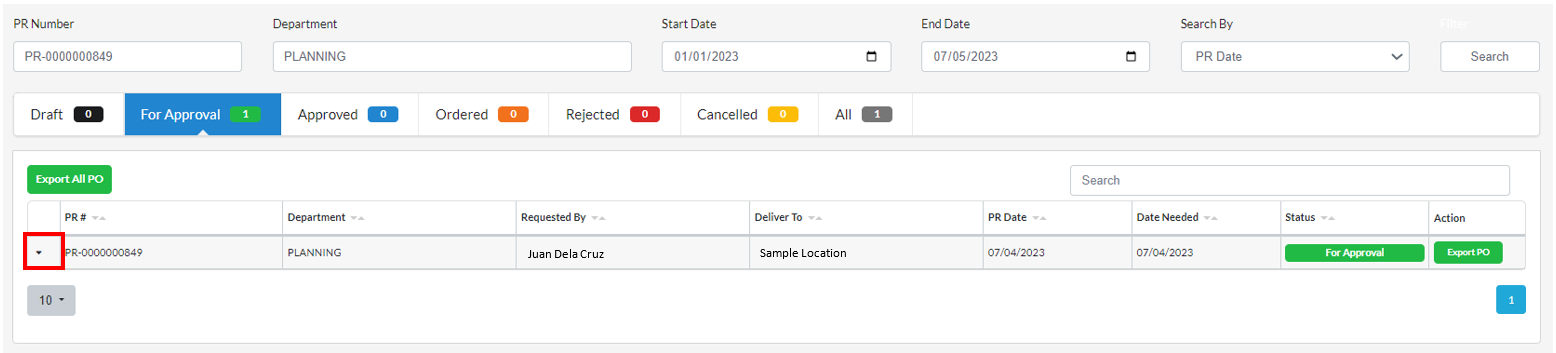 PR Number Department Start Date End Date Search By Filter
PR-0000000849 PLANNING 01/01/2023 07/05/2023 PR Date Search
Draft 0 For Approval 1 Approved 0 Ordered 0 Rejected 0 Cancelled 0 All 1
Export All PO Search
PR # Department Requested By Deliver To PR Date Date Needed Status Action
PR-0000000849 PLANNING Juan Dela Cruz Sample Location 07/04/2023 07/04/2023 For Approval Export PO
10 1